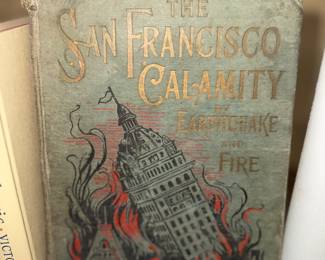 THE
SAN FRANCISCO
CALAMITY
BY
EARTHQUAKE
AND
FIRE